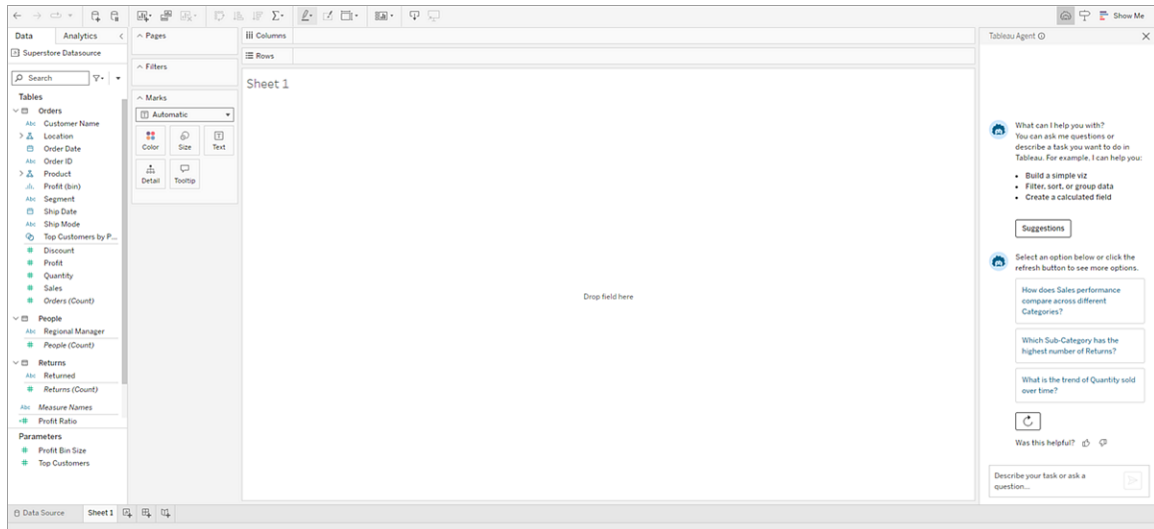 Show Me
Data
Analytics
Pages
Columns
Tableau Agent
Superstore Datasource
Rows
Search
Filters
Sheet 1
Tables
Marks
Orders
Automatic
Abc Customer Name
Location
Order Date
Color
Size
Text
Abc Order ID
Product
Profit (bin)
Detail
Tooltip
Abc Segment
Ship Date
Abc Ship Mode
Top Customers by P...
# Discount
# Profit
# Quantity
# Sales
# Orders (Count)
People
Abc Regional Manager
# People (Count)
Returns
Abc Returned
# Returns (Count)
Abc Measure Names
=# Profit Ratio
Parameters
# Profit Bin Size
# Top Customers
Drop field here
What can I help you with?
You can ask me questions or
describe a task you want to do in
Tableau. For example, I can help you:
• Build a simple viz
• Filter, sort, or group data
• Create a calculated field
Suggestions
Select an option below or click the
refresh button to see more options.
How does Sales performance
compare across different
Categories?
Which Sub-Category has the
highest number of Returns?
What is the trend of Quantity sold
over time?
Was this helpful?
Describe your task or ask a
question...
Data Source
Sheet 1